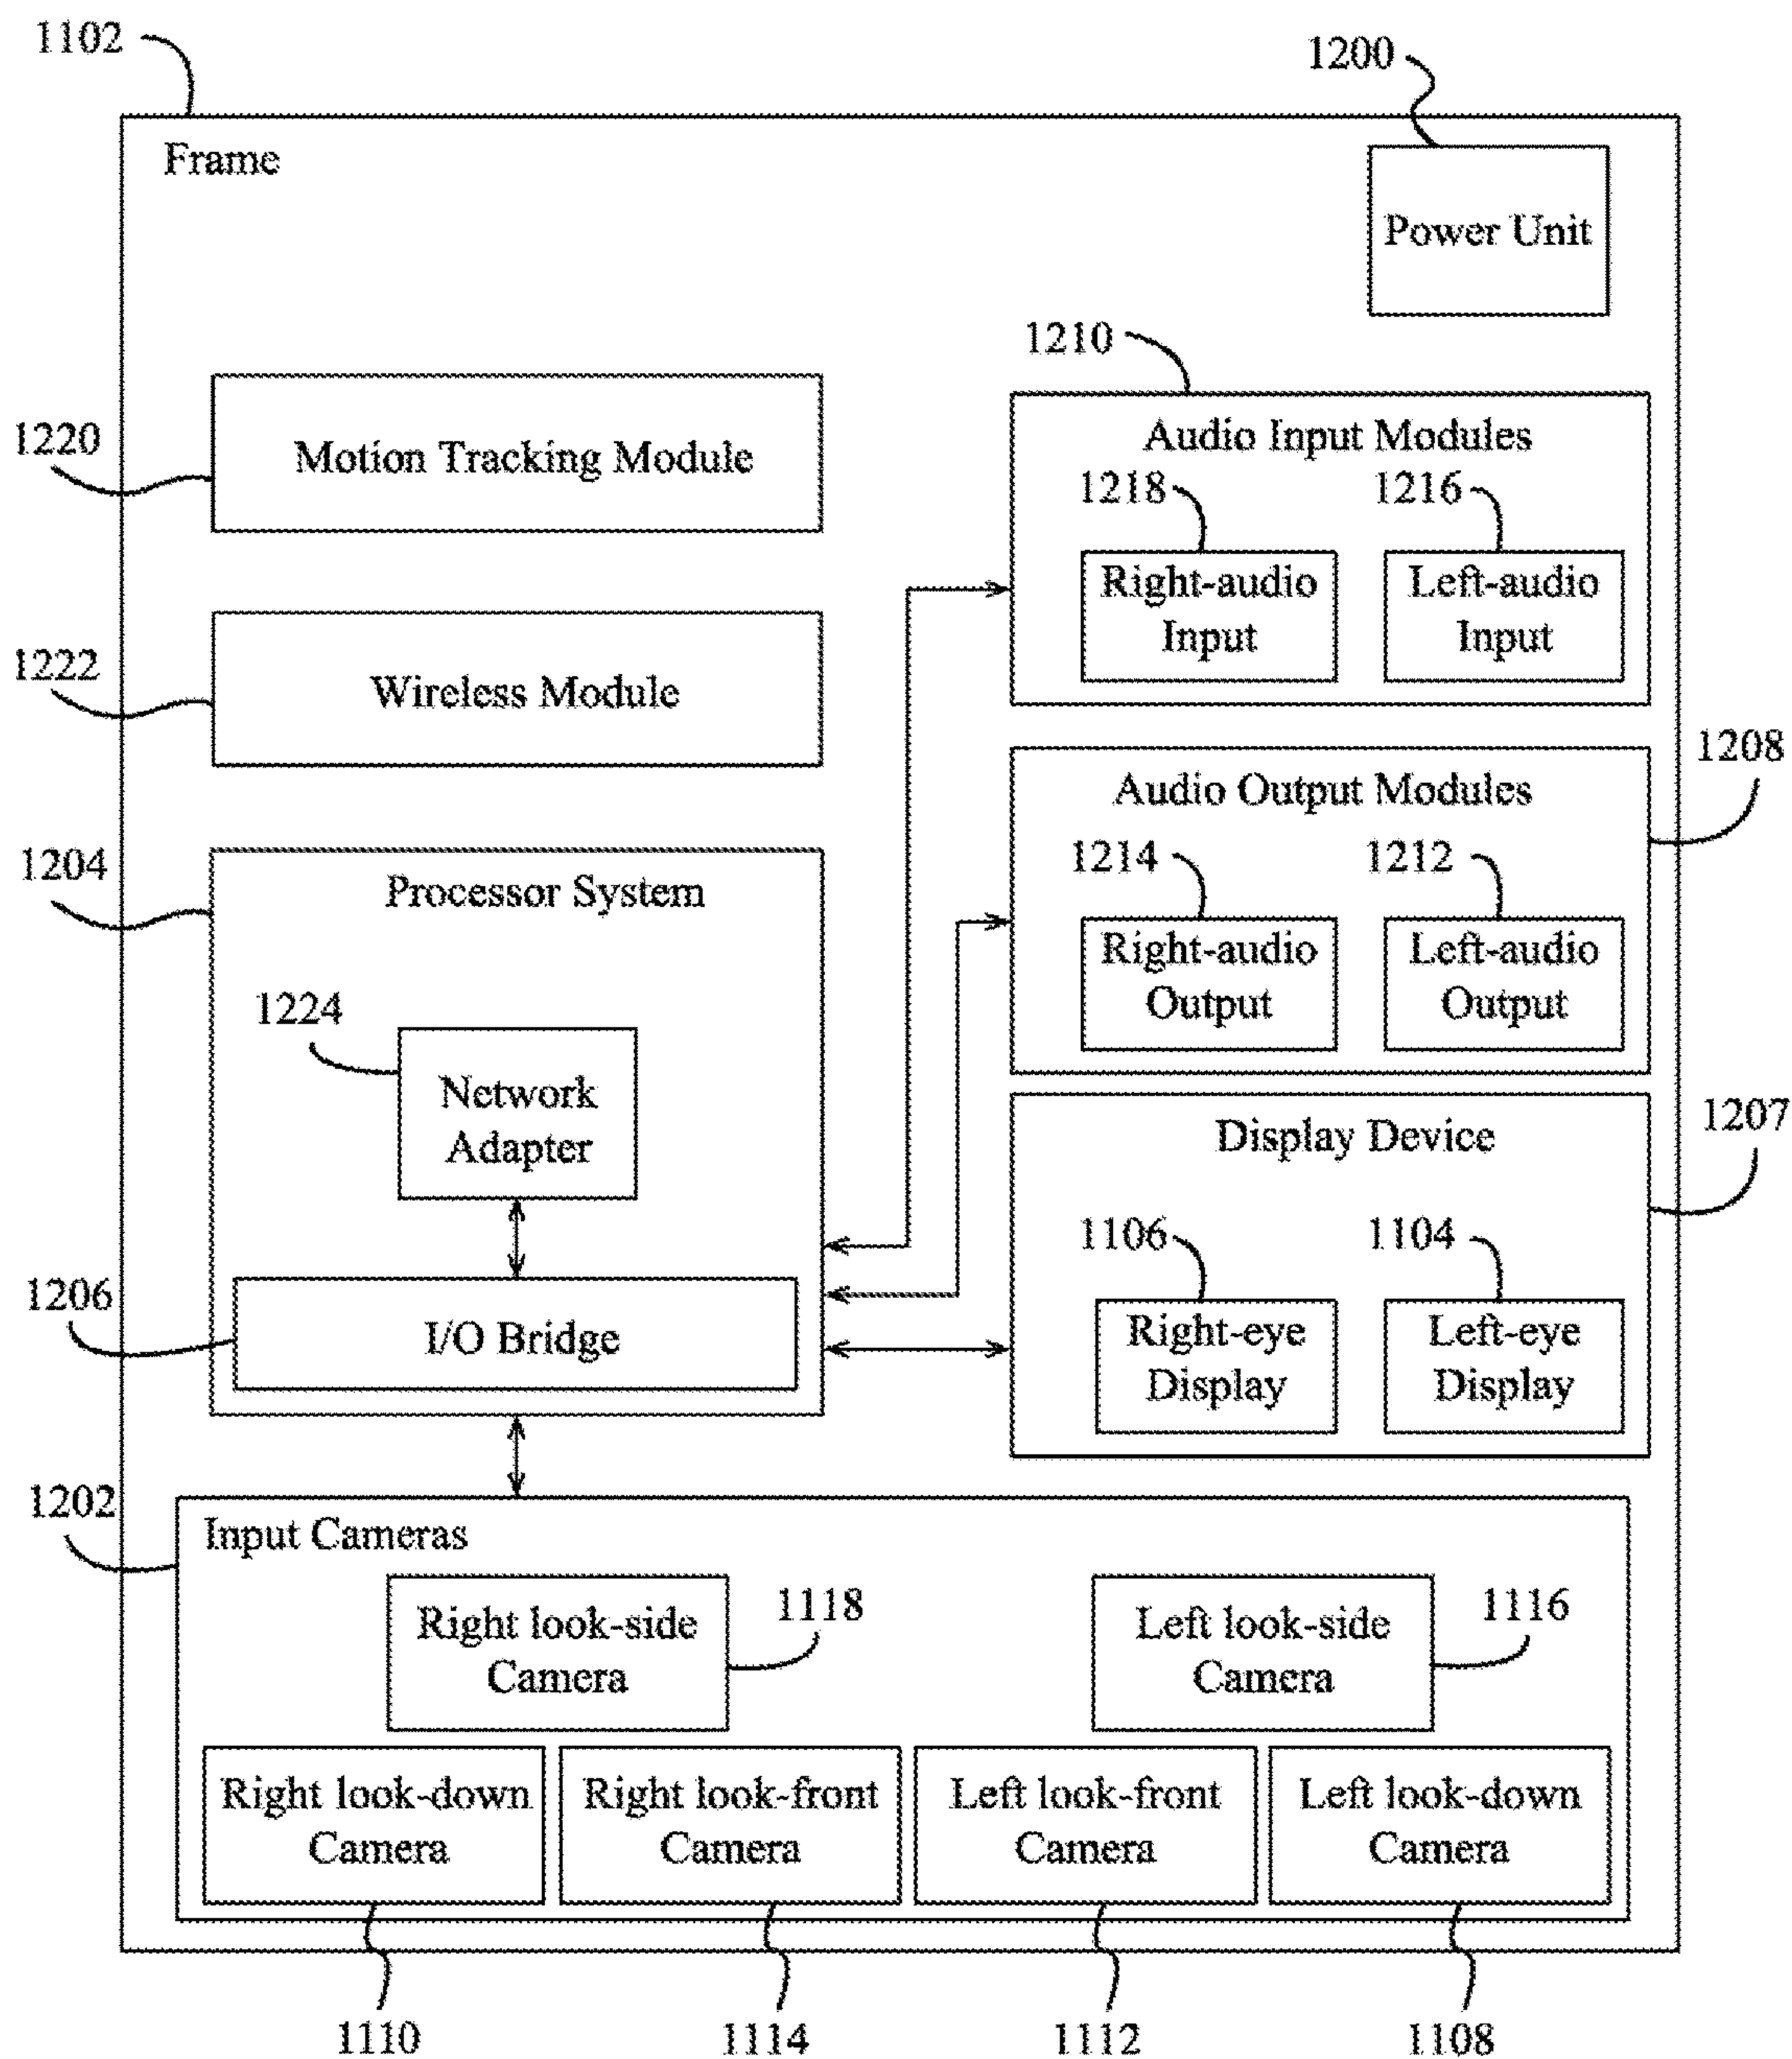 1102
1200
Frame
Power Unit
1210
1220
Motion Tracking Module
Audio Input Modules
1218
1216
Right-audio
Input
Left-audio
Input
1222
Wireless Module
1208
Audio Output Modules
1214
1212
Right-audio
Output
Left-audio
Output
1204
Processor System
1224
Network
Adapter
1207
Display Device
1106
1104
Right-eye
Display
Left-eye
Display
1206
I/O Bridge
1202
Input Cameras
Right look-side
Camera
1118
Left look-side
Camera
1116
Right look-down
Camera
Right look-front
Camera
Left look-front
Camera
Left look-down
Camera
1110
1114
1112
1108